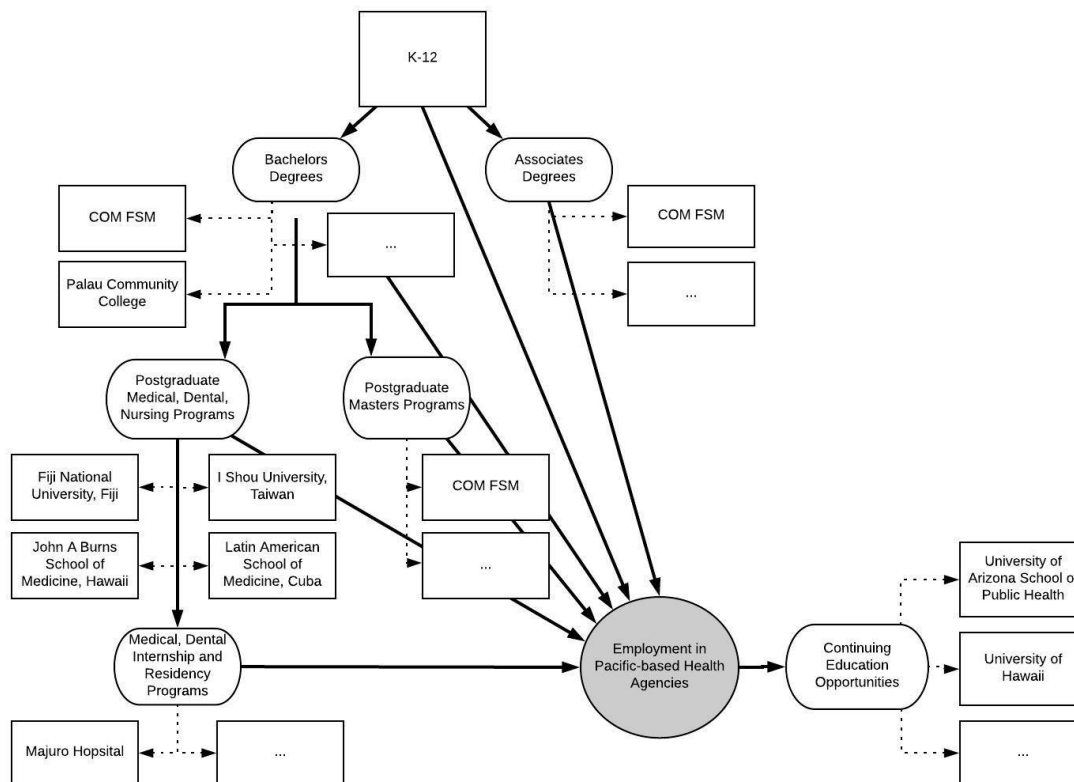 K-12
Bachelors
Degrees
Associates
Degrees
COM FSM
...
COM FSM
Palau Community
College
...
Postgraduate
Medical, Dental,
Nursing Programs
Postgraduate
Masters Programs
Fiji National
University, Fiji
I Shou University,
Taiwan
COM FSM
John A Burns
School of
Medicine, Hawaii
Latin American
School of
Medicine, Cuba
...
University of
Arizona School of
Public Health
Medical, Dental
Internship and
Residency
Programs
Employment in
Pacific-based Health
Agencies
Continuing
Education
Opportunities
University of
Hawaii
Majuro Hopsital
...
...